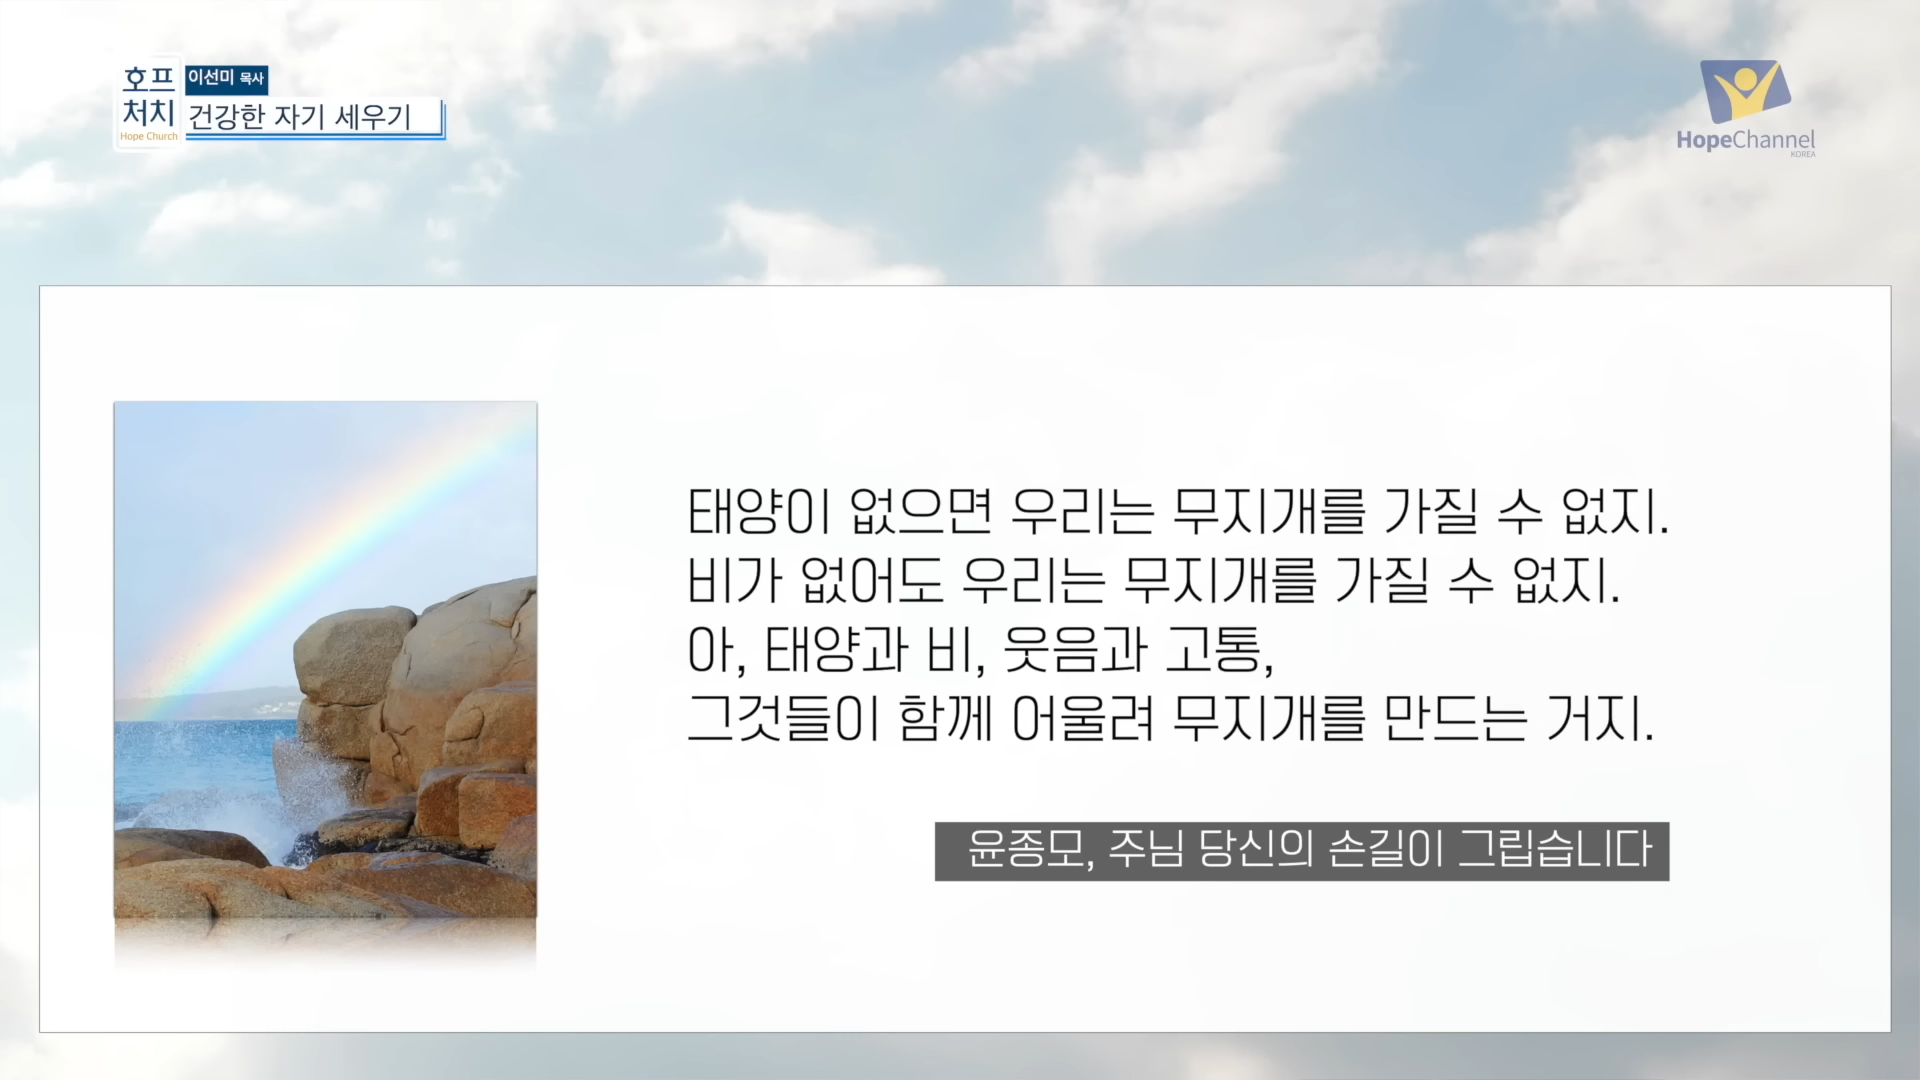 호프
처치
Hope Church
이선미 목사
건강한 자기 세우기
HopeChannel
KOREA
태양이 없으면 우리는 무지개를 가질 수 없지.
비가 없어도 우리는 무지개를 가질 수 없지.
아, 태양과 비, 웃음과 고통,
그것들이 함께 어울려 무지개를 만드는 거지.
윤종모, 주님 당신의 손길이 그립습니다